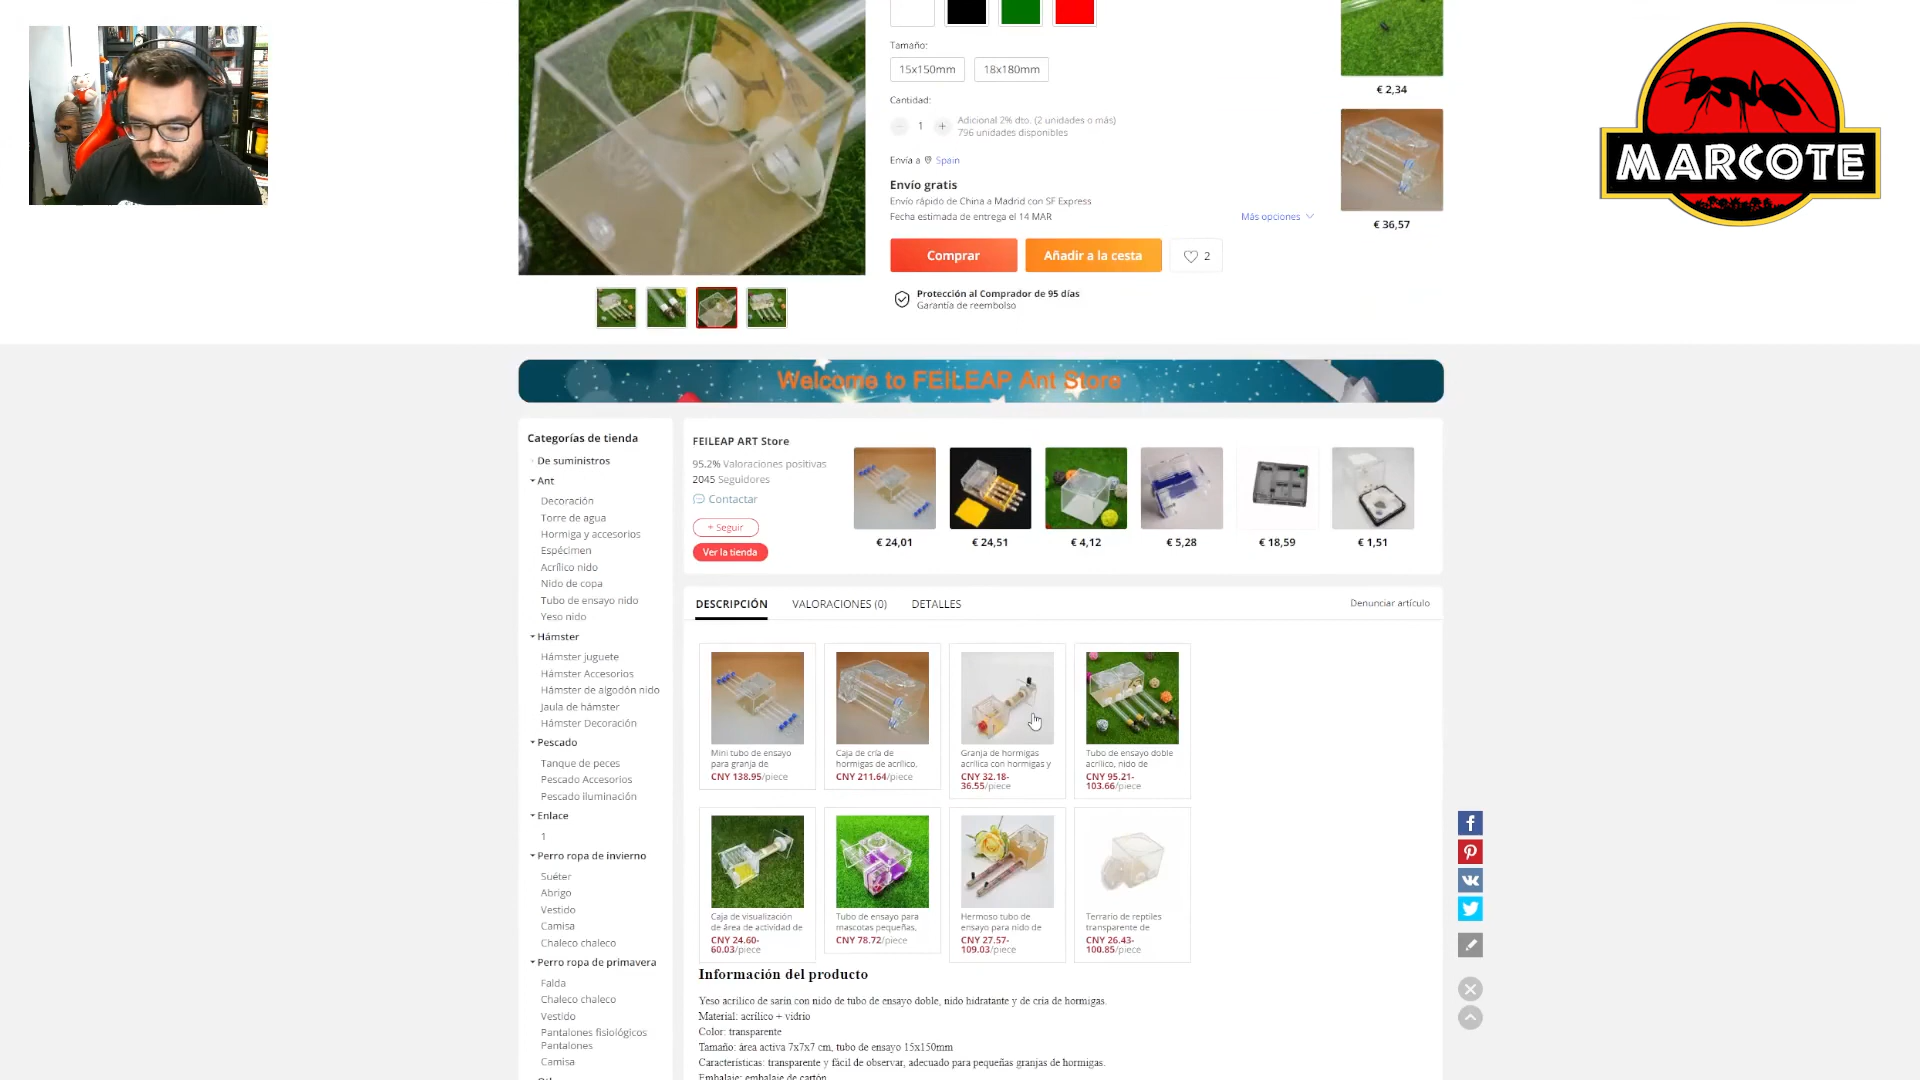 Tamaño:
15x150mm 18x180mm
Cantidad:
1 + Adicional 2% dto. (2 unidades o más)
796 unidades disponibles
Envía a Spain
Envío gratis
Envío rápido de China a Madrid con SF Express
Fecha estimada de entrega el 14 MAR Más opciones
Comprar Añadir a la cesta 2
Protección al Comprador de 95 días
Garantía de reembolso
€ 2,34
€ 36,57
MARCOTE
Welcome to FEILEAP Ant Store
Categorías de tienda
De suministros
Ant
Decoración
Torre de agua
Hormiga y accesorios
Espécimen
Acrílico nido
Nido de copa
Tubo de ensayo nido
Yeso nido
Hámster
Hámster juguete
Hámster Accesorios
Hámster de algodón nido
Jaula de hámster
Hámster Decoración
Pescado
Tanque de peces
Pescado Accesorios
Pescado iluminación
Enlace
1
Perro ropa de invierno
Suéter
Abrigo
Vestido
Camisa
Chaleco chaleco
Perro ropa de primavera
Falda
Chaleco chaleco
Vestido
Pantalones fisiológicos
Pantalones
Camisa
FEILEAP ART Store
95.2% Valoraciones positivas
2045 Seguidores
Contactar
+ Seguir
Ver la tienda
€ 24,01 € 24,51 € 4,12 € 5,28 € 18,59 € 1,51
DESCRIPCIÓN VALORACIONES (0) DETALLES Denunciar artículo
Mini tubo de ensayo
para granja de
CNY 138.95/piece
Caja de cría de
hormigas de acrílico,
CNY 211.64/piece
Granja de hormigas
acrílica con hormigas y
CNY 32.18-
36.55/piece
Tubo de ensayo doble
acrílico, nido de
CNY 95.21-
103.66/piece
Caja de visualización
de área de actividad de
CNY 24.60-
60.03/piece
Tubo de ensayo para
mascotas pequeñas,
CNY 78.72/piece
Hermoso tubo de
ensayo para nido de
CNY 27.57-
109.03/piece
Terrario de reptiles
transparente de
CNY 26.43-
100.85/piece
Información del producto
Yeso acrílico de sarin con nido de tubo de ensayo doble, nido hidratante y de cría de hormigas.
Material: acrílico + vidrio
Color: transparente
Tamaño: área activa 7x7x7 cm, tubo de ensayo 15x150mm
Características: transparente y fácil de observar, adecuado para pequeñas granjas de hormigas.
Embalaje: embalaje de cartón